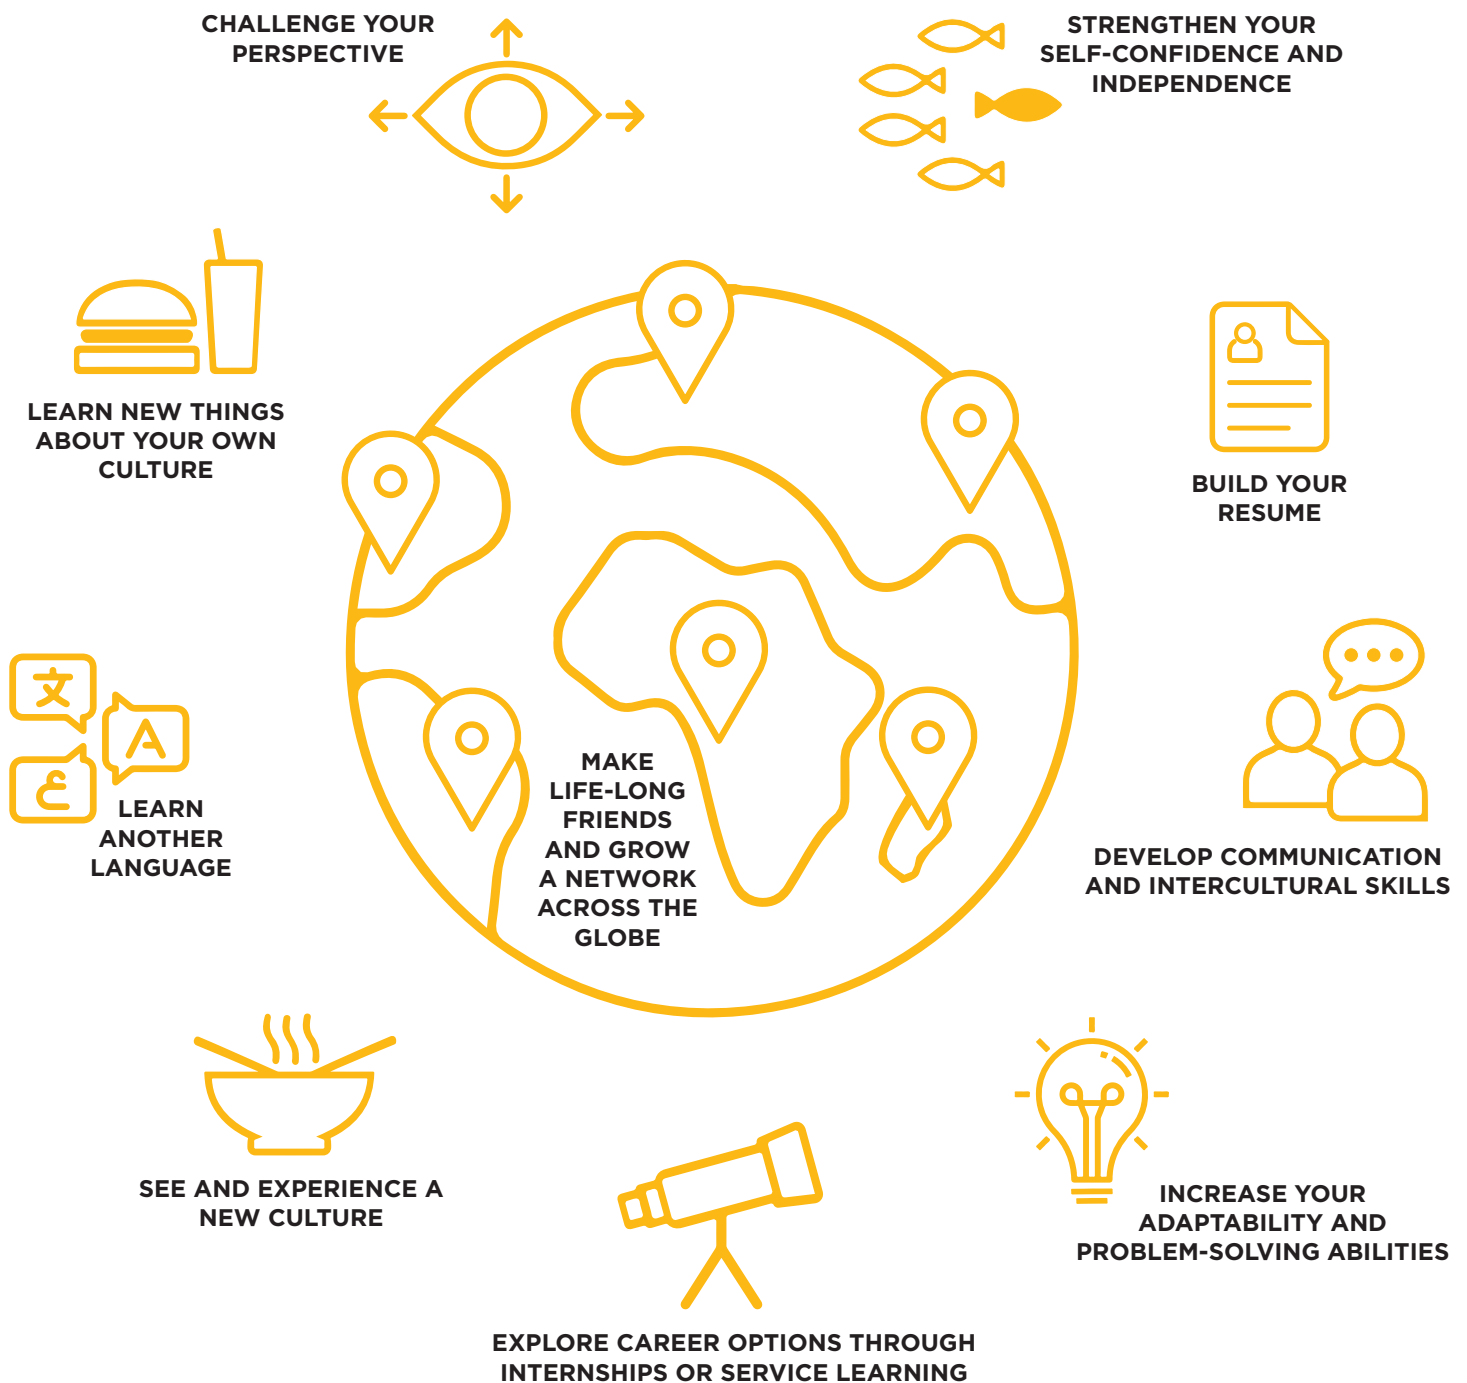 CHALLENGE YOUR
PERSPECTIVE
STRENGTHEN YOUR
SELF-CONFIDENCE AND
INDEPENDENCE
LEARN NEW THINGS
ABOUT YOUR OWN
CULTURE
BUILD YOUR
RESUME
文
A
ع
LEARN
ANOTHER
LANGUAGE
MAKE
LIFE-LONG
FRIENDS
AND GROW
A NETWORK
ACROSS THE
GLOBE
DEVELOP COMMUNICATION
AND INTERCULTURAL SKILLS
SEE AND EXPERIENCE A
NEW CULTURE
INCREASE YOUR
ADAPTABILITY AND
PROBLEM-SOLVING ABILITIES
EXPLORE CAREER OPTIONS THROUGH
INTERNSHIPS OR SERVICE LEARNING